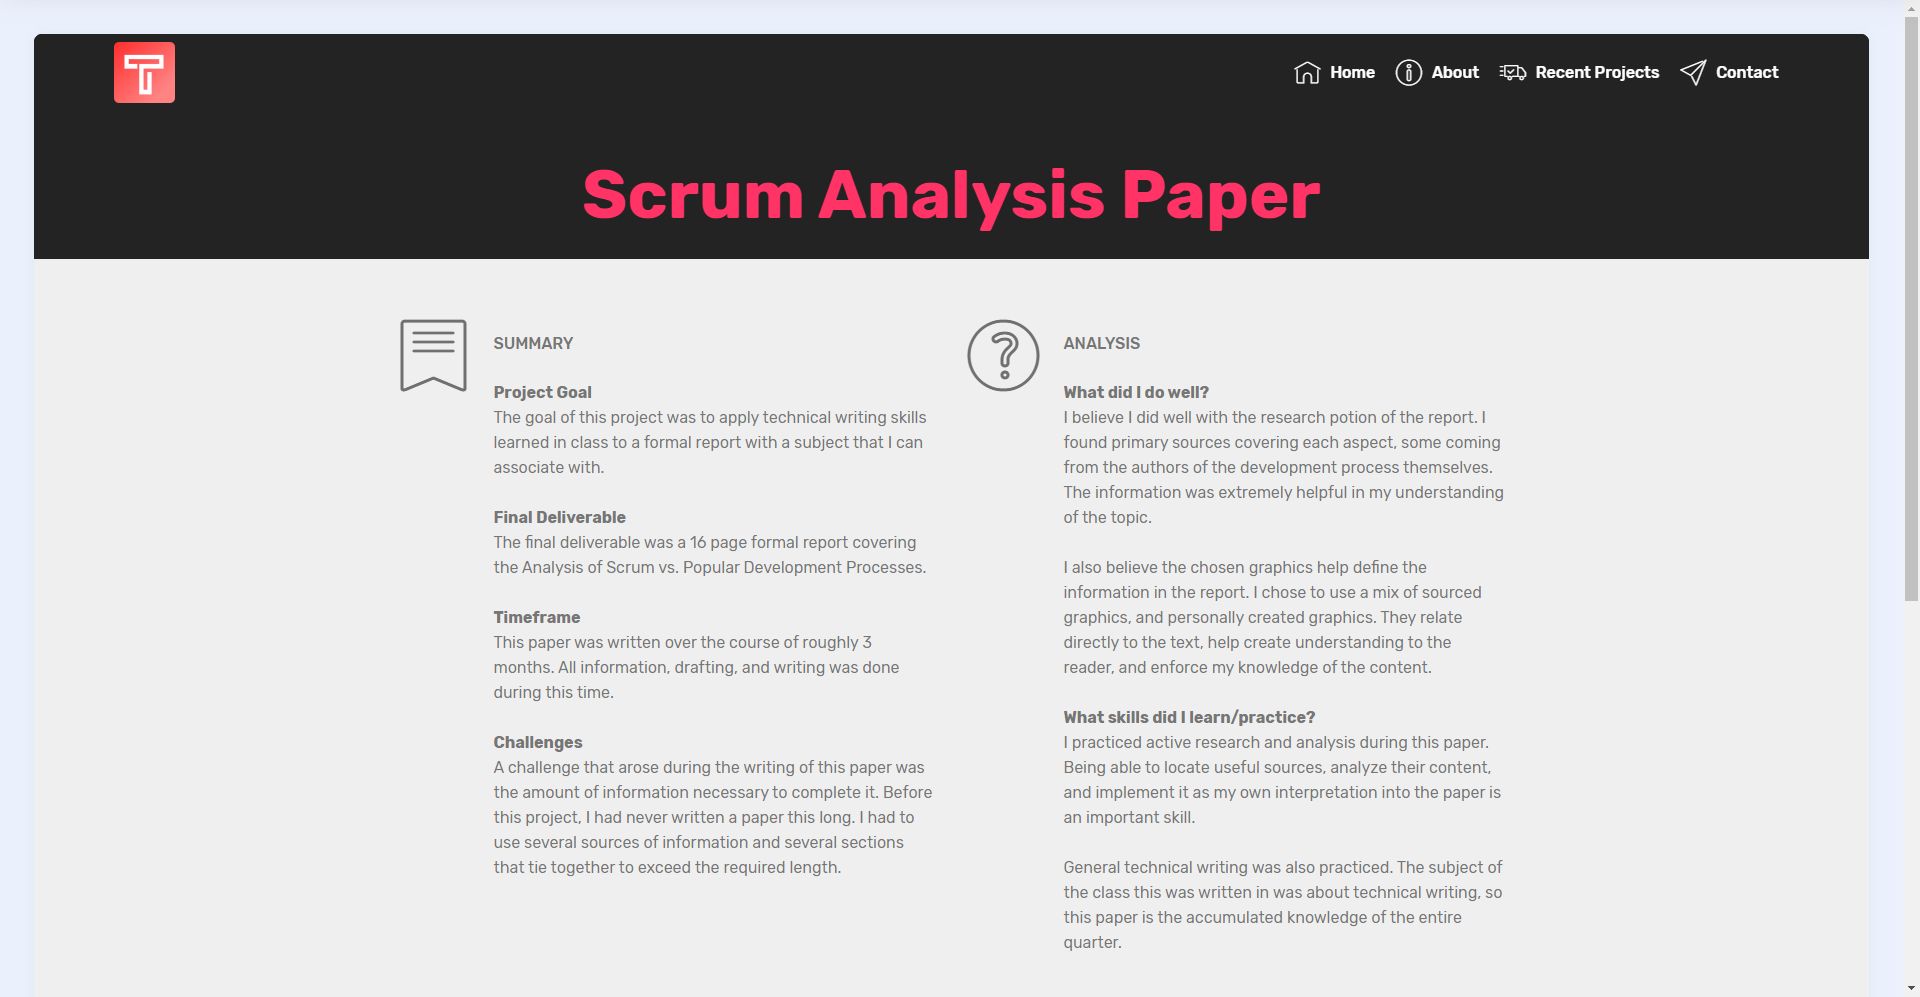 T
Home
About
Recent Projects
Contact
Scrum Analysis Paper
SUMMARY
Project Goal
The goal of this project was to apply technical writing skills
learned in class to a formal report with a subject that I can
associate with.
Final Deliverable
The final deliverable was a 16 page formal report covering
the Analysis of Scrum vs. Popular Development Processes.
Timeframe
This paper was written over the course of roughly 3
months. All information, drafting, and writing was done
during this time.
Challenges
A challenge that arose during the writing of this paper was
the amount of information necessary to complete it. Before
this project, I had never written a paper this long. I had to
use several sources of information and several sections
that tie together to exceed the required length.
ANALYSIS
What did I do well?
I believe I did well with the research potion of the report. I
found primary sources covering each aspect, some coming
from the authors of the development process themselves.
The information was extremely helpful in my understanding
of the topic.
I also believe the chosen graphics help define the
information in the report. I chose to use a mix of sourced
graphics, and personally created graphics. They relate
directly to the text, help create understanding to the
reader, and enforce my knowledge of the content.
What skills did I learn/practice?
I practiced active research and analysis during this paper.
Being able to locate useful sources, analyze their content,
and implement it as my own interpretation into the paper is
an important skill.
General technical writing was also practiced. The subject of
the class this was written in was about technical writing, so
this paper is the accumulated knowledge of the entire
quarter.